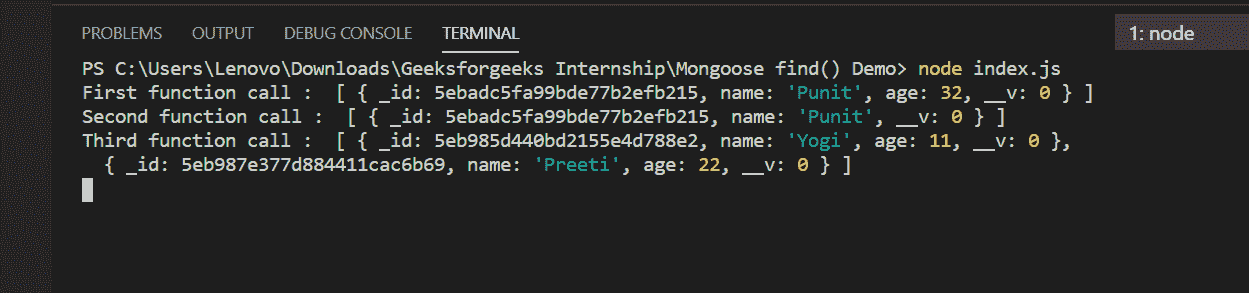 PROBLEMS OUTPUT DEBUG CONSOLE TERMINAL 1: node
PS C:\Users\Lenovo\Downloads\Geeksforgeeks Internship\Mongoose find() Demo> node index.js
First function call :  [ { _id: 5ebadc5fa99bde77b2efb215, name: 'Punit', age: 32, __v: 0 } ]
Second function call :  [ { _id: 5ebadc5fa99bde77b2efb215, name: 'Punit', __v: 0 } ]
Third function call :  [ { _id: 5eb985d440bd2155e4d788e2, name: 'Yogi', age: 11, __v: 0 },
  { _id: 5eb987e377d884411cac6b69, name: 'Preeti', age: 22, __v: 0 } ]